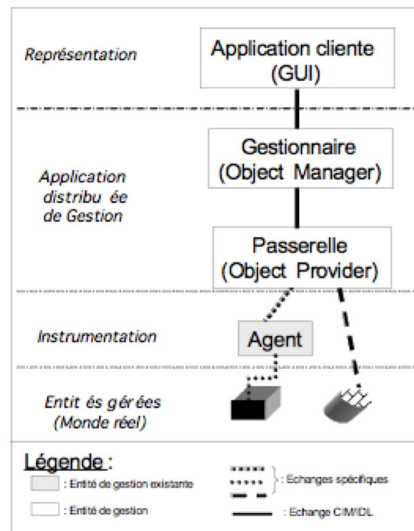 Représentation
Application cliente
(GUI)
Application
distribu ée
de Gestion
Gestionnaire
(Object Manager)
Passerelle
(Object Provider)
Instrumentation
Agent
Entit és gérées
(Monde réel)
Légende :
: Entité de gestion existante
: Entité de gestion
: Echanges spécifiques
: Echange CIM/IDL